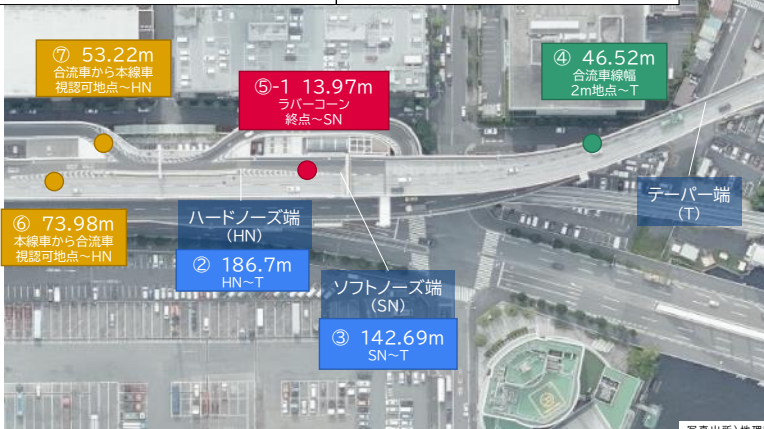 ⑦ 53.22m
合流車から本線車
視認可地点～HN
⑤-1 13.97m
ラバーコーン
終点～SN
④ 46.52m
合流車線幅
2m地点～T
テーパー端
(T)
⑥ 73.98m
本線車から合流車
視認可地点～HN
ハードノーズ端
(HN)
② 186.7m
HN～T
ソフトノーズ端
(SN)
③ 142.69m
SN～T